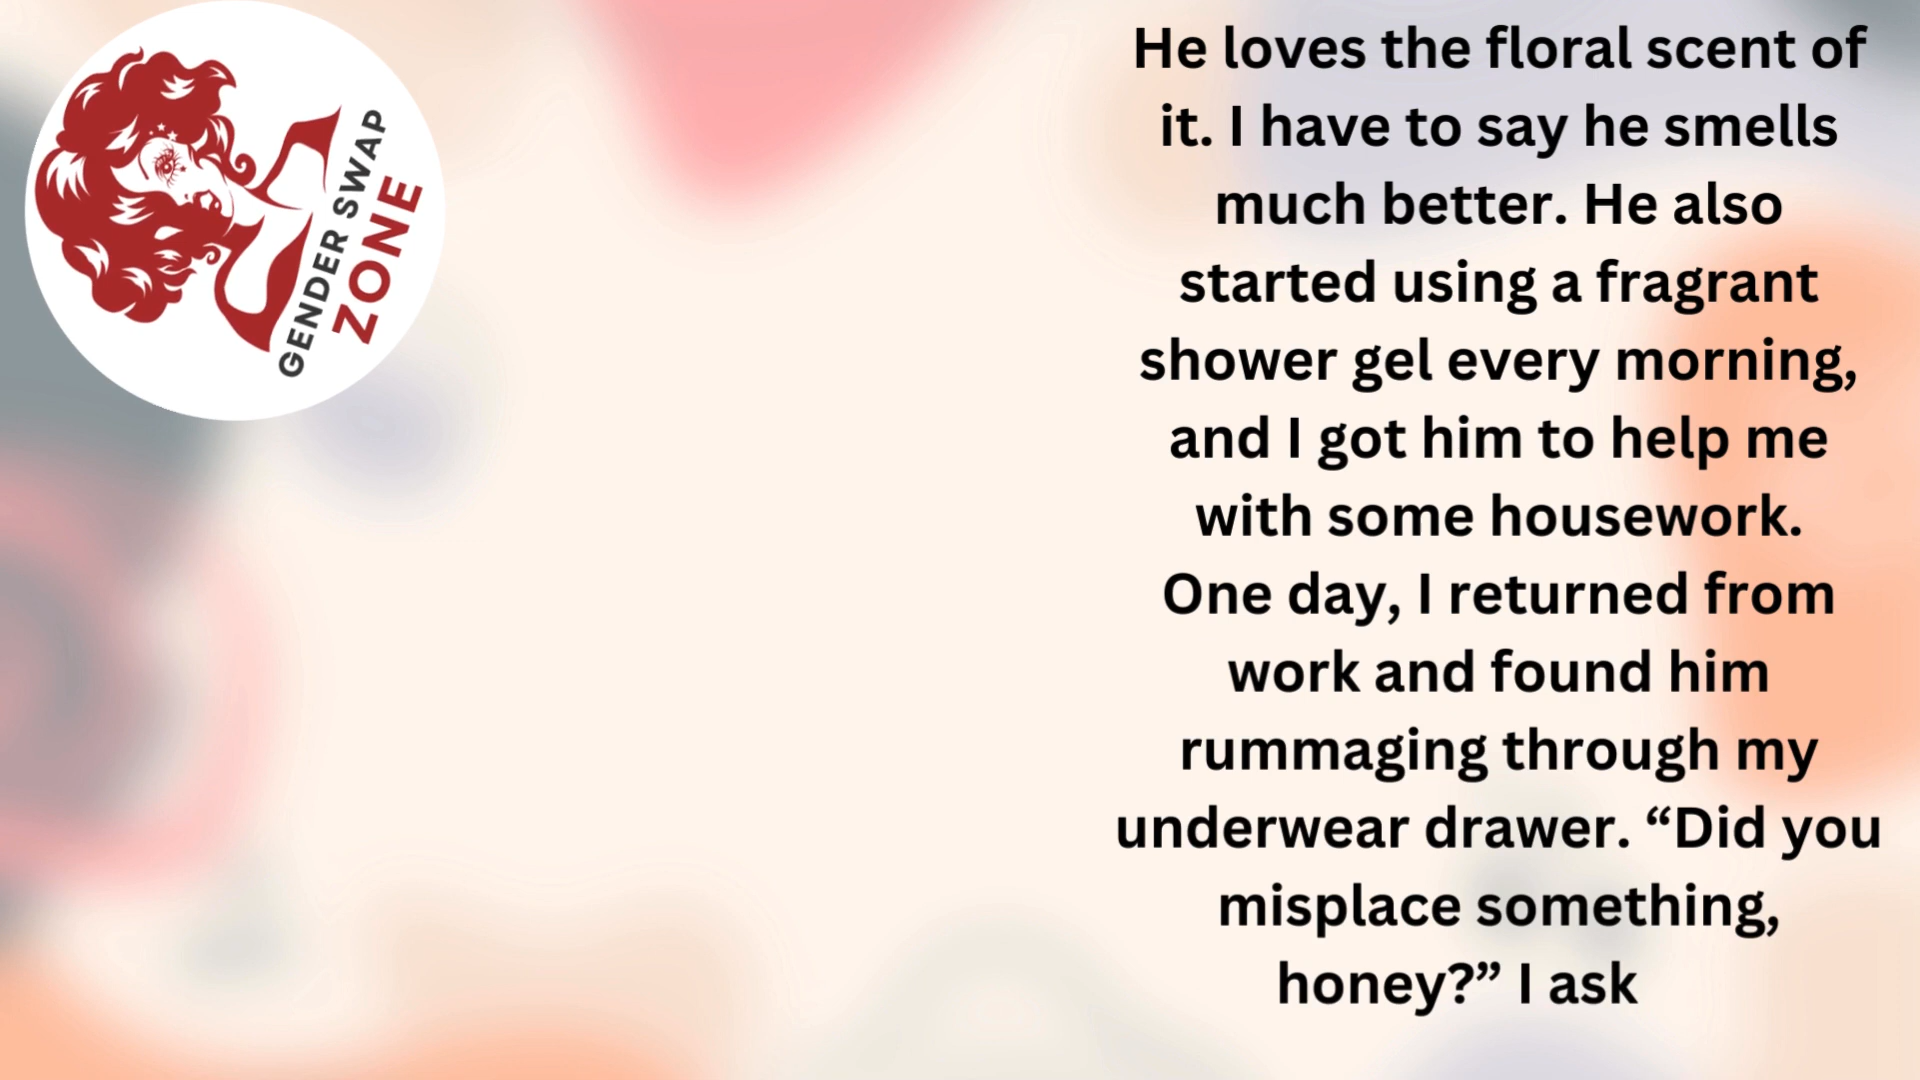 GENDER SWAP
ZONE
He loves the floral scent of
it. I have to say he smells
much better. He also
started using a fragrant
shower gel every morning,
and I got him to help me
with some housework.
One day, I returned from
work and found him
rummaging through my
underwear drawer. “Did you
misplace something,
honey?” I ask